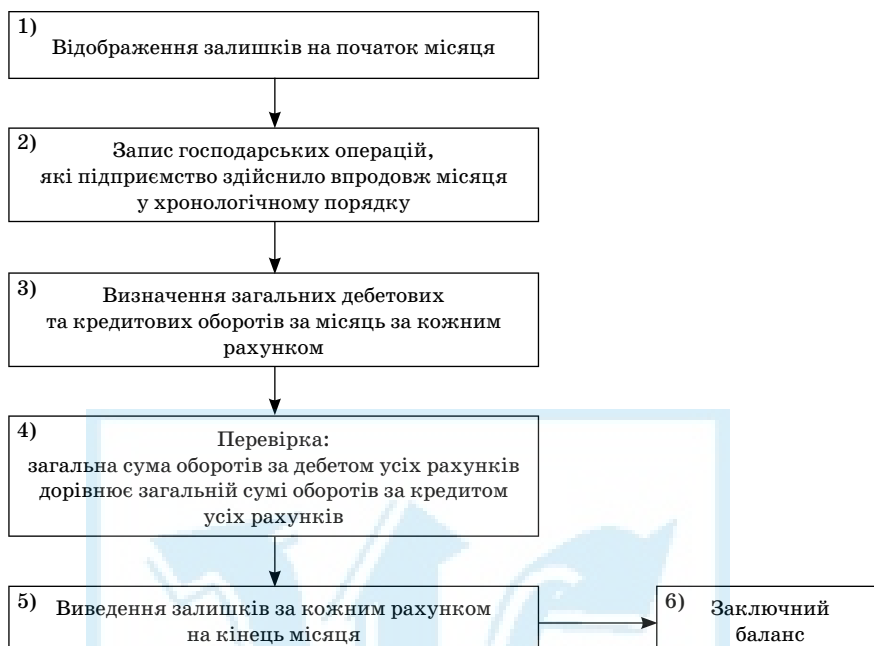 1)
Відображення залишків на початок місяця
2)
Запис господарських операцій,
які підприємство здійснило впродовж місяця
у хронологічному порядку
3)
Визначення загальних дебетових
та кредитових оборотів за місяць за кожним
рахунком
4)
Перевірка:
загальна сума оборотів за дебетом усіх рахунків
дорівнює загальній сумі оборотів за кредитом
усіх рахунків
5)
Виведення залишків за кожним рахунком
на кінець місяця
6)
Заключний
баланс